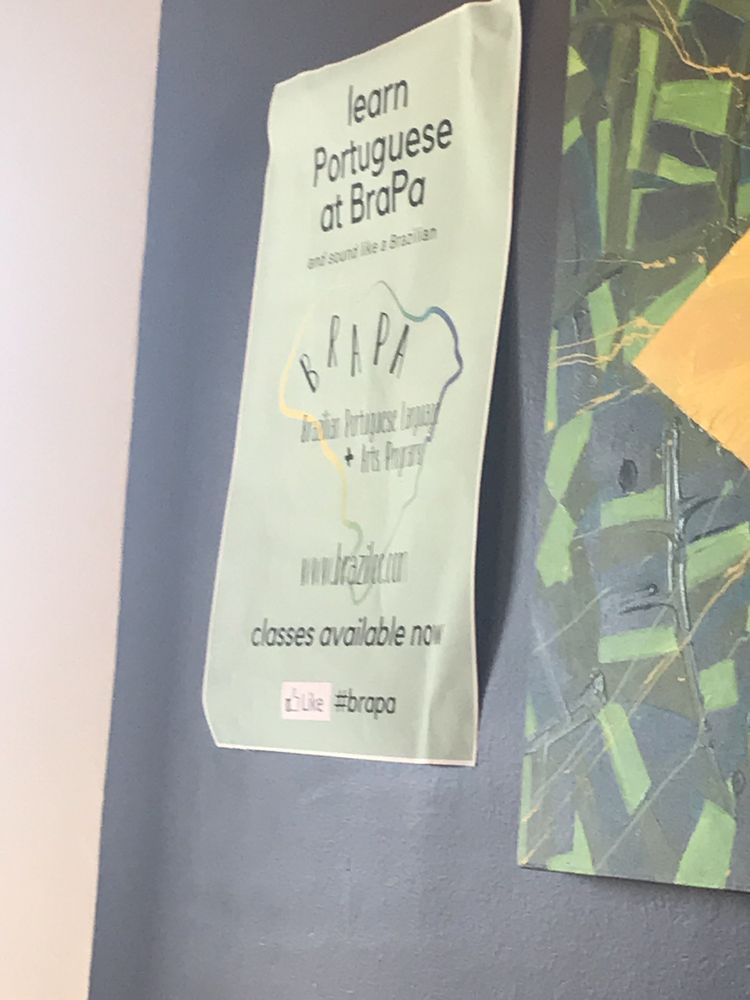 learn
Portuguese
at BraPa
and sound like a Brazilian
BRAPA
Brazilian Portuguese Language
+ Arts Program
classes available now
Like #brapa